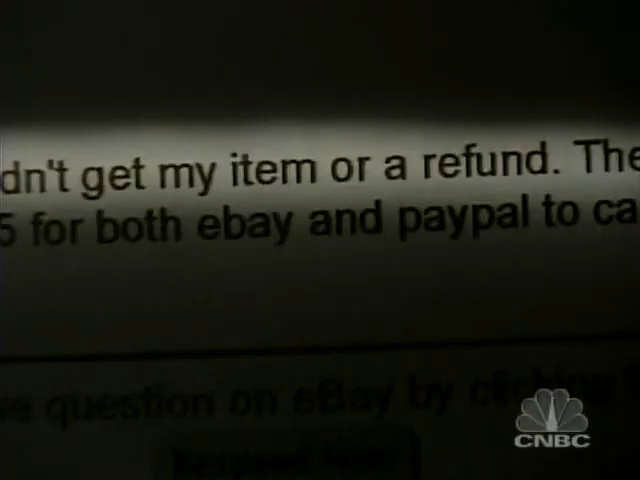 dn't get my item or a refund. The
5 for both ebay and paypal to ca
question on eBay by clicking
CNBC